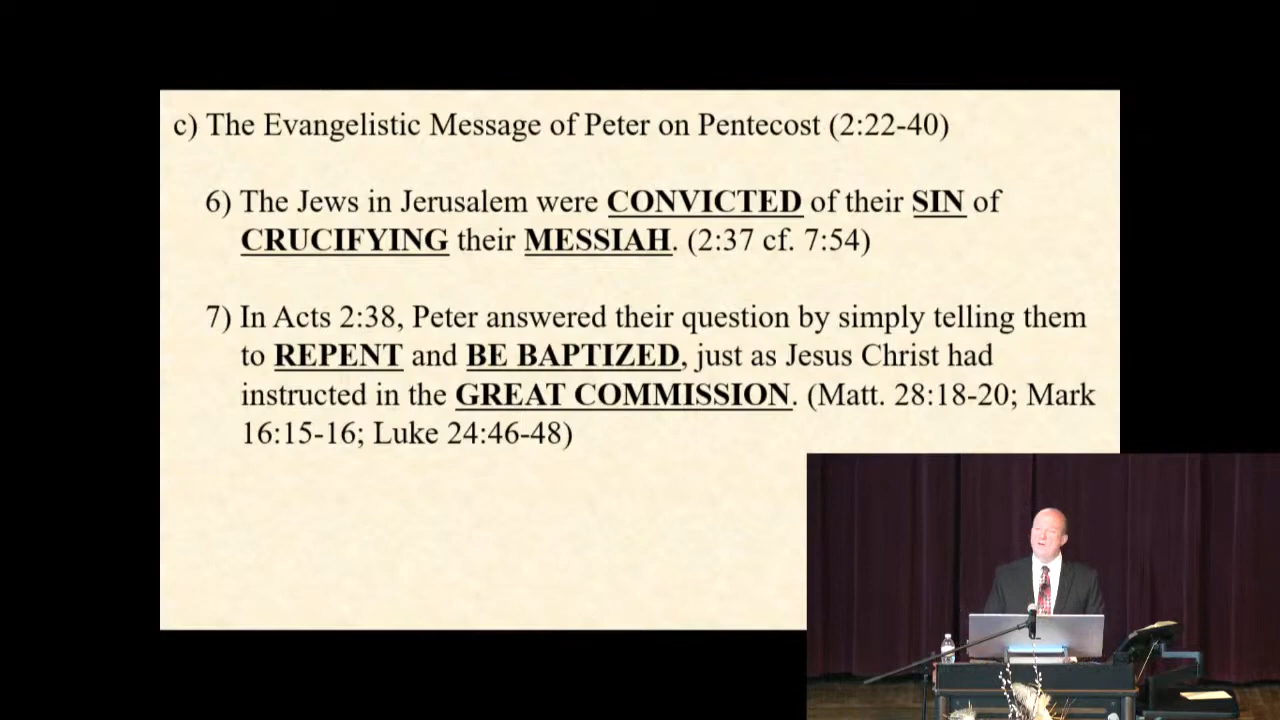 c) The Evangelistic Message of Peter on Pentecost (2:22-40)
6) The Jews in Jerusalem were CONVICTED of their SIN of
CRUCIFYING their MESSIAH. (2:37 cf. 7:54)
7) In Acts 2:38, Peter answered their question by simply telling them
to REPENT and BE BAPTIZED, just as Jesus Christ had
instructed in the GREAT COMMISSION. (Matt. 28:18-20; Mark
16:15-16; Luke 24:46-48)